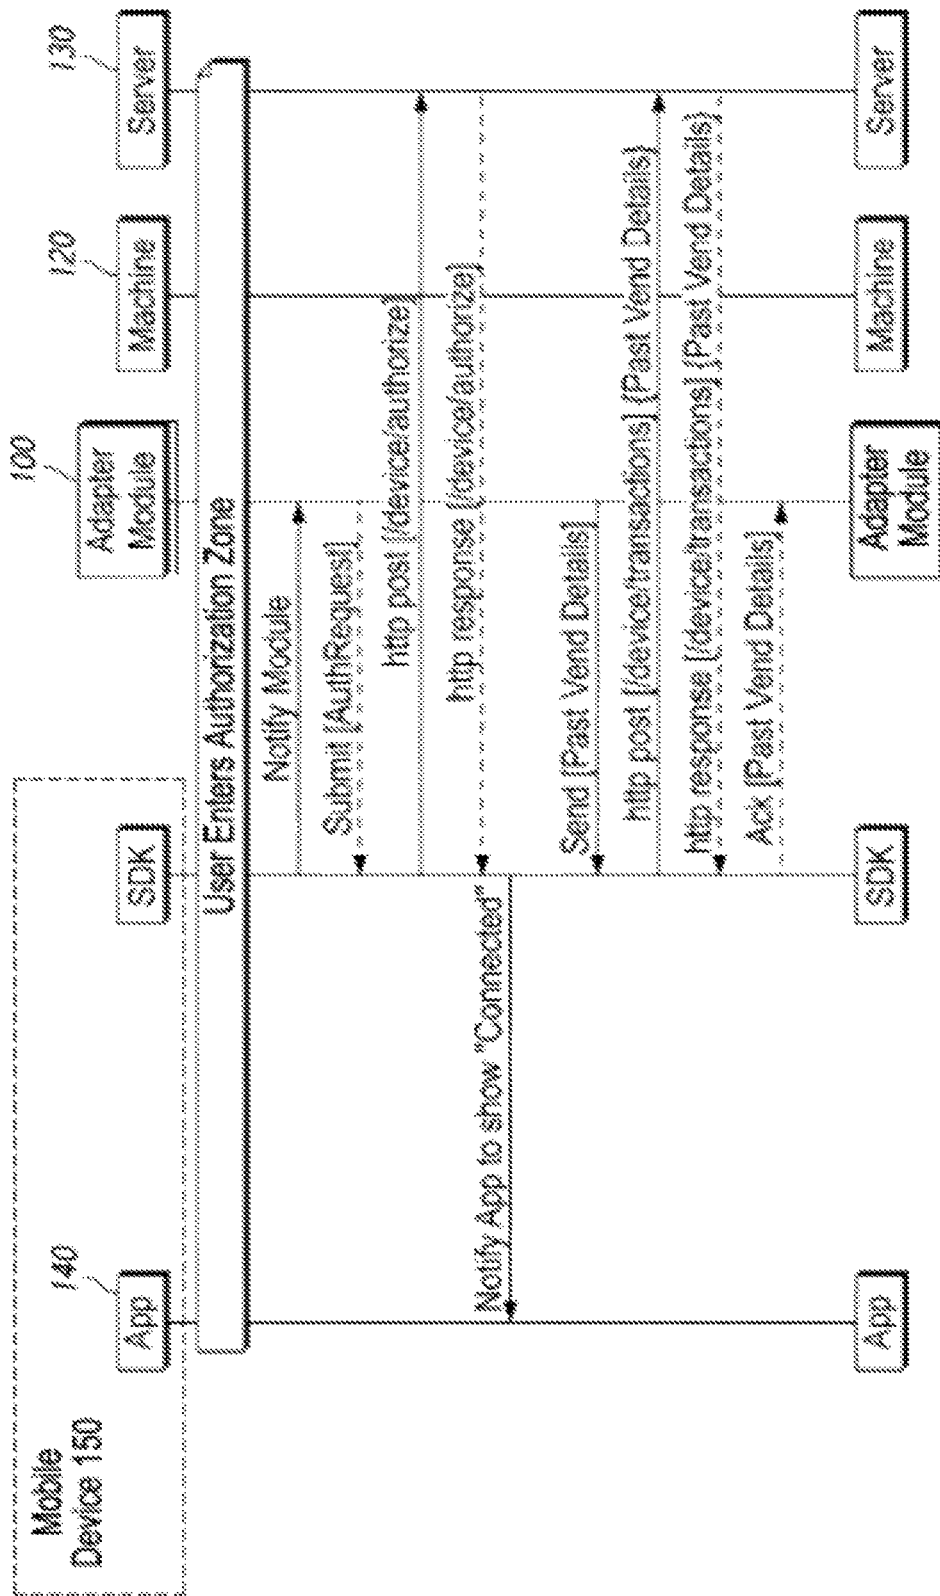 Mobile
Device 150
140
100
120
130
App
SDK
Adapter
Module
Machine
Server
User Enters Authorization Zone
Notify Module
Submit [AuthRequest]
http post [/device/authorize]
http response [/device/authorize]
Notify App to show "Connected"
Send [Past Vend Details]
http post [/device/transactions] {Past Vend Details}
http response [/device/transactions] {Past Vend Details}
Ack [Past Vend Details]
App
SDK
Adapter
Module
Machine
Server